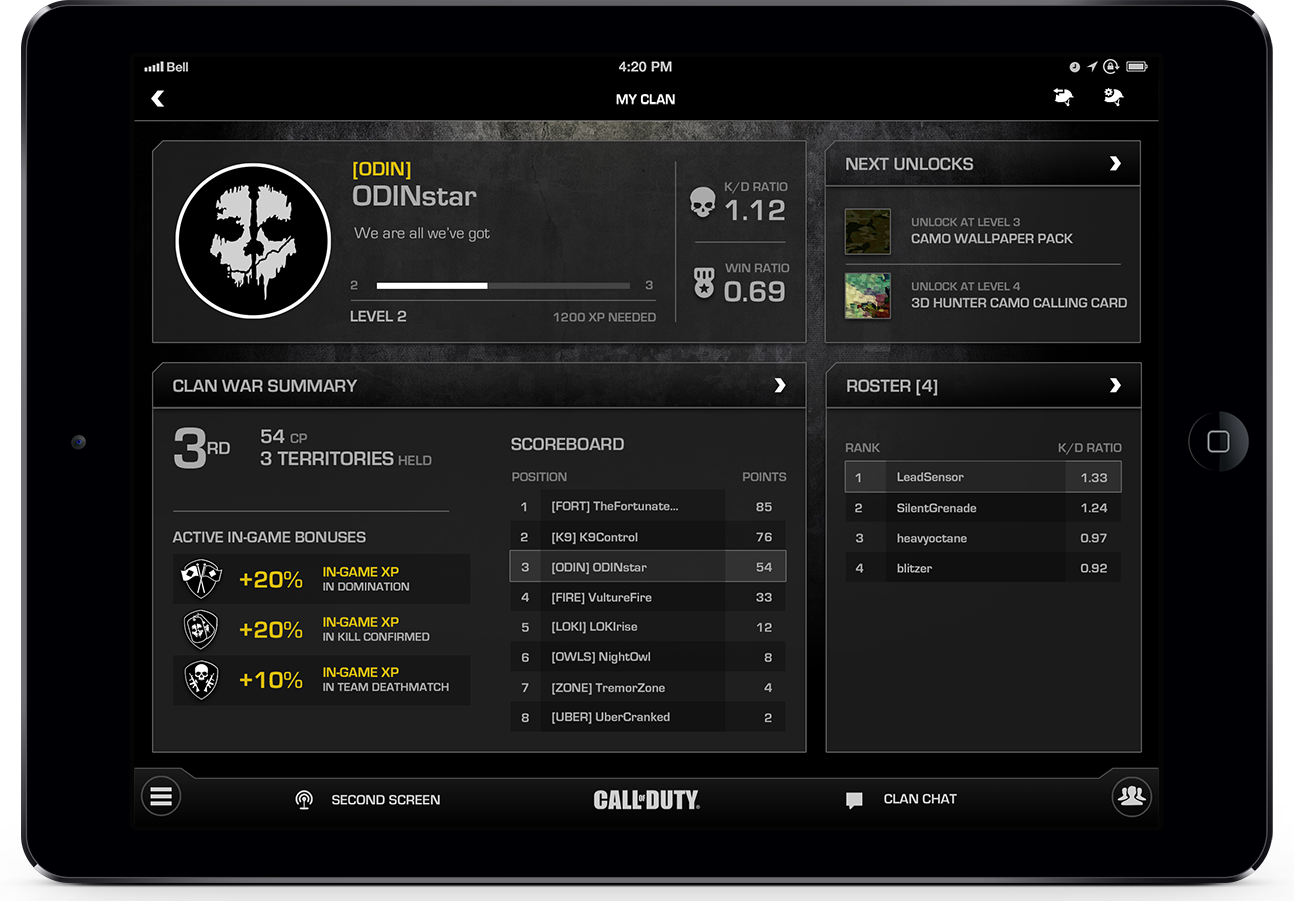 Bell
4:20 PM
MY CLAN
[ODIN]
ODINstar
We are all we've got
2
3
LEVEL 2
1200 XP NEEDED
K/D RATIO
1.12
WIN RATIO
0.69
NEXT UNLOCKS
UNLOCK AT LEVEL 3
CAMO WALLPAPER PACK
UNLOCK AT LEVEL 4
3D HUNTER CAMO CALLING CARD
CLAN WAR SUMMARY
3RD
54 CP
3 TERRITORIES HELD
ACTIVE IN-GAME BONUSES
+20%
IN-GAME XP
IN DOMINATION
+20%
IN-GAME XP
IN KILL CONFIRMED
+10%
IN-GAME XP
IN TEAM DEATHMATCH
SCOREBOARD
POSITION POINTS
1 [FORT] TheFortunate... 85
2 [K9] K9Control 76
3 [ODIN] ODINstar 54
4 [FIRE] VultureFire 33
5 [LOKI] LOKIrise 12
6 [OWLS] NightOwl 8
7 [ZONE] TremorZone 4
8 [UBER] UberCranked 2
ROSTER [4]
RANK K/D RATIO
1 LeadSensor 1.33
2 SilentGrenade 1.24
3 heavyoctane 0.97
4 blitzer 0.92
SECOND SCREEN
CALL OF DUTY®
CLAN CHAT